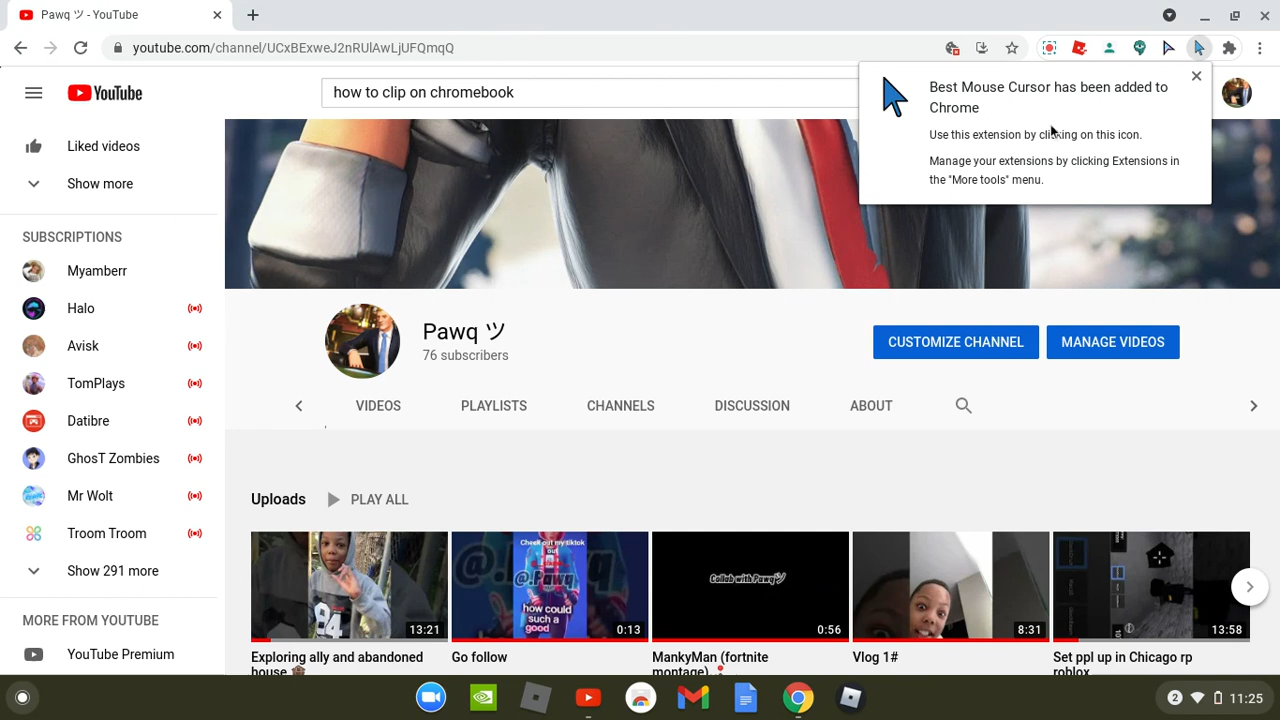 Pawq ツ - YouTube
youtube.com/channel/UCxBExweJ2nRUlAwLjUFQmqQ
YouTube
how to clip on chromebook
Best Mouse Cursor has been added to
Chrome
Use this extension by clicking on this icon.
Manage your extensions by clicking Extensions in
the "More tools" menu.
Liked videos
Show more
SUBSCRIPTIONS
Myamberr
Halo
Avisk
TomPlays
Datibre
GhosT Zombies
Mr Wolt
Troom Troom
Show 291 more
MORE FROM YOUTUBE
YouTube Premium
Pawq ツ
76 subscribers
CUSTOMIZE CHANNEL
MANAGE VIDEOS
VIDEOS
PLAYLISTS
CHANNELS
DISCUSSION
ABOUT
Uploads
PLAY ALL
84
13:21
Exploring ally and abandoned
house
Cheek out my tiktok
out
@.Pawq
how could
such a
good
0:13
Go follow
Collab with Pawqツ
0:56
MankyMan (fortnite
montage)
8:31
Vlog 1#
13:58
Set ppl up in Chicago rp
roblox
2
11:25